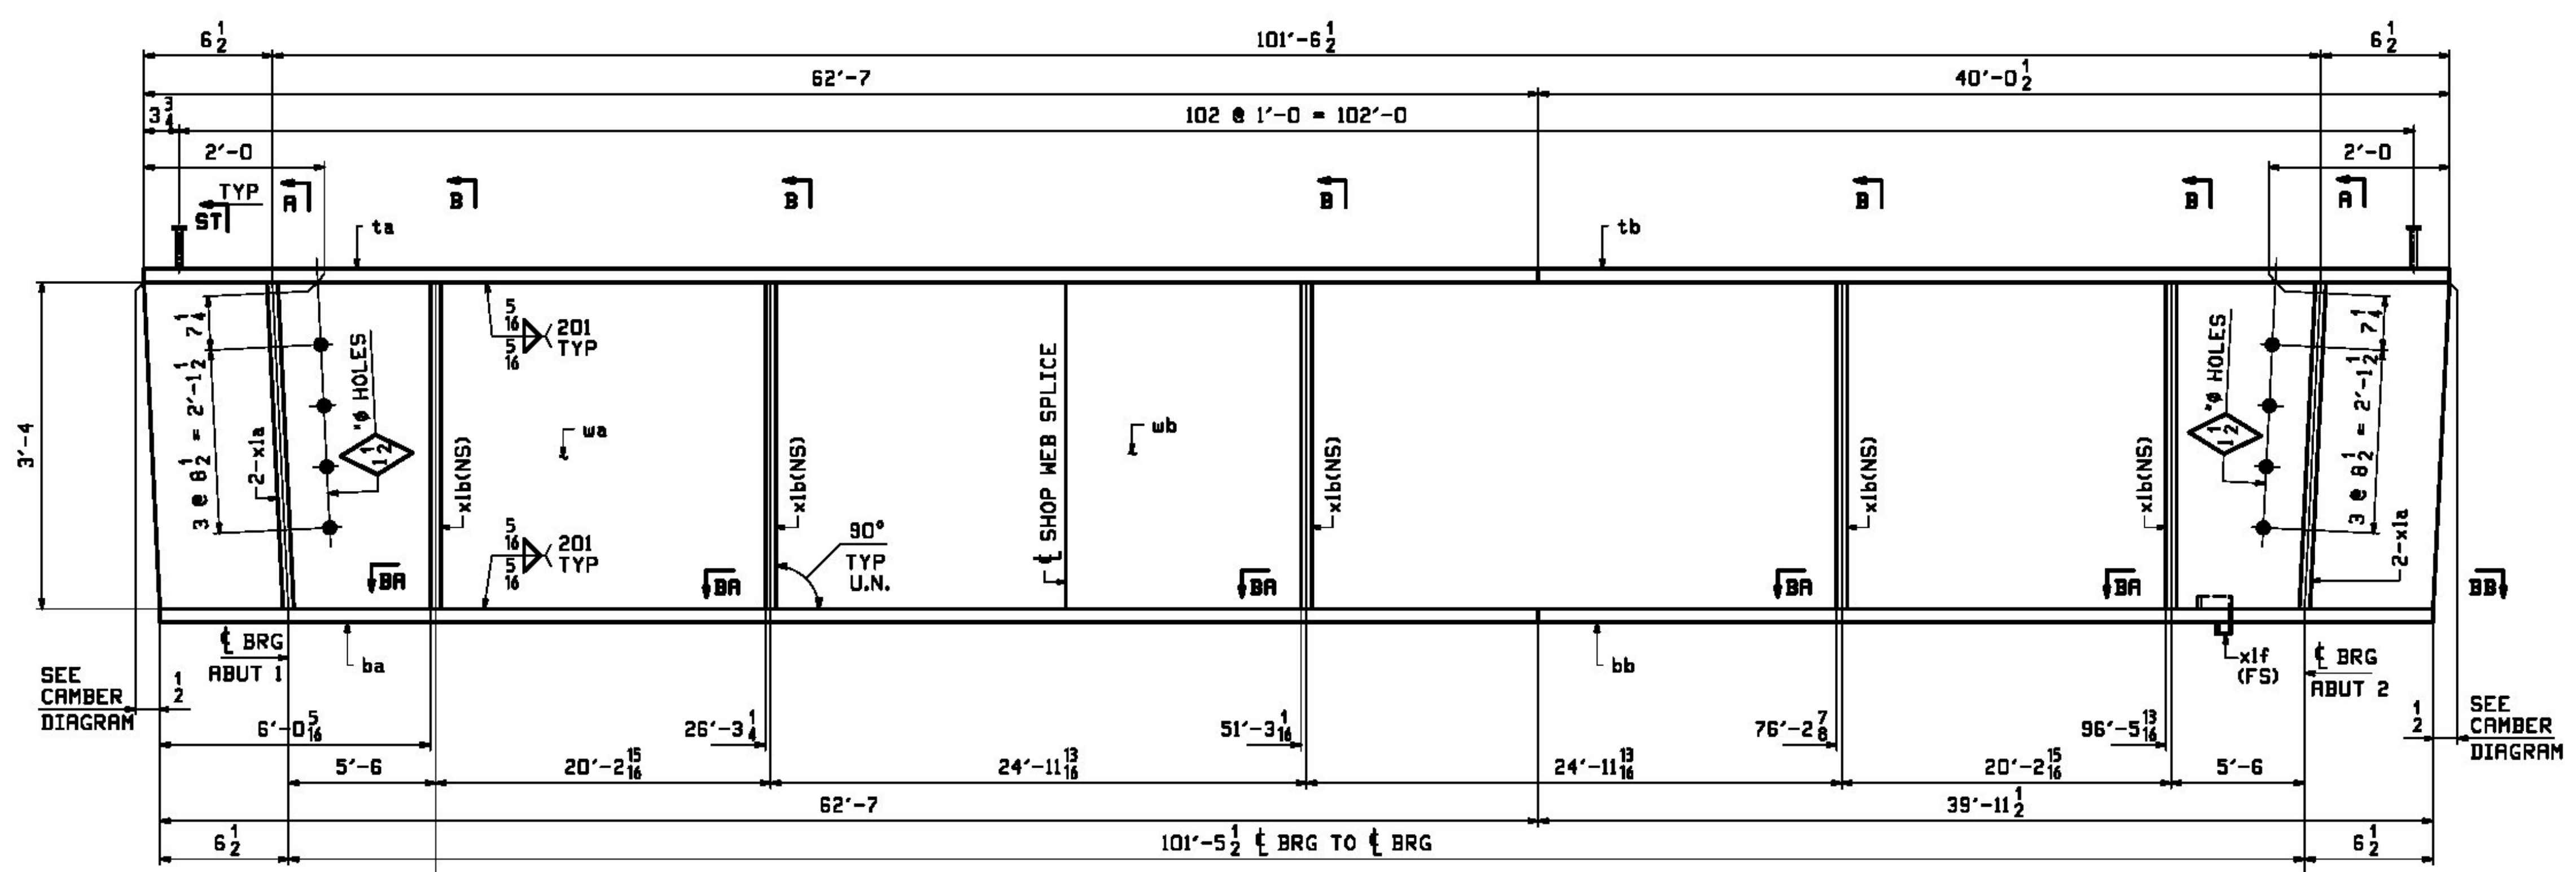 6 1/2 101'-6 1/2 6 1/2
62'-7 40'-0 1/2
3 3/4 102 @ 1'-0 = 102'-0
2'-0 2'-0
TYP
ST A B B B B B A
ta tb
3'-4
7 1/4
3 @ 8 1/2 = 2'-1 1/2
2-x1a
1 1/2 "ø HOLES
5/16
5/16
201
TYP
x1b(NS)
wa
5/16
5/16
201
TYP
x1b(NS)
90°
TYP
U.N.
℄ SHOP WEB SPLICE
wb
x1b(NS)
x1b(NS)
x1b(NS)
1 1/2 "ø HOLES
7 1/4
3 @ 8 1/2 = 2'-1 1/2
2-x1a
BA BA BA BA BA BB
℄ BRG
ABUT 1
ba bb
x1f
(FS)
℄ BRG
ABUT 2
SEE
CAMBER
DIAGRAM
1/2
1/2
SEE
CAMBER
DIAGRAM
6'-0 5/16 26'-3 1/4 51'-3 1/16 76'-2 7/8 96'-5 13/16
5'-6 20'-2 15/16 24'-11 13/16 24'-11 13/16 20'-2 15/16 5'-6
62'-7 39'-11 1/2
6 1/2 101'-5 1/2 ℄ BRG TO ℄ BRG 6 1/2